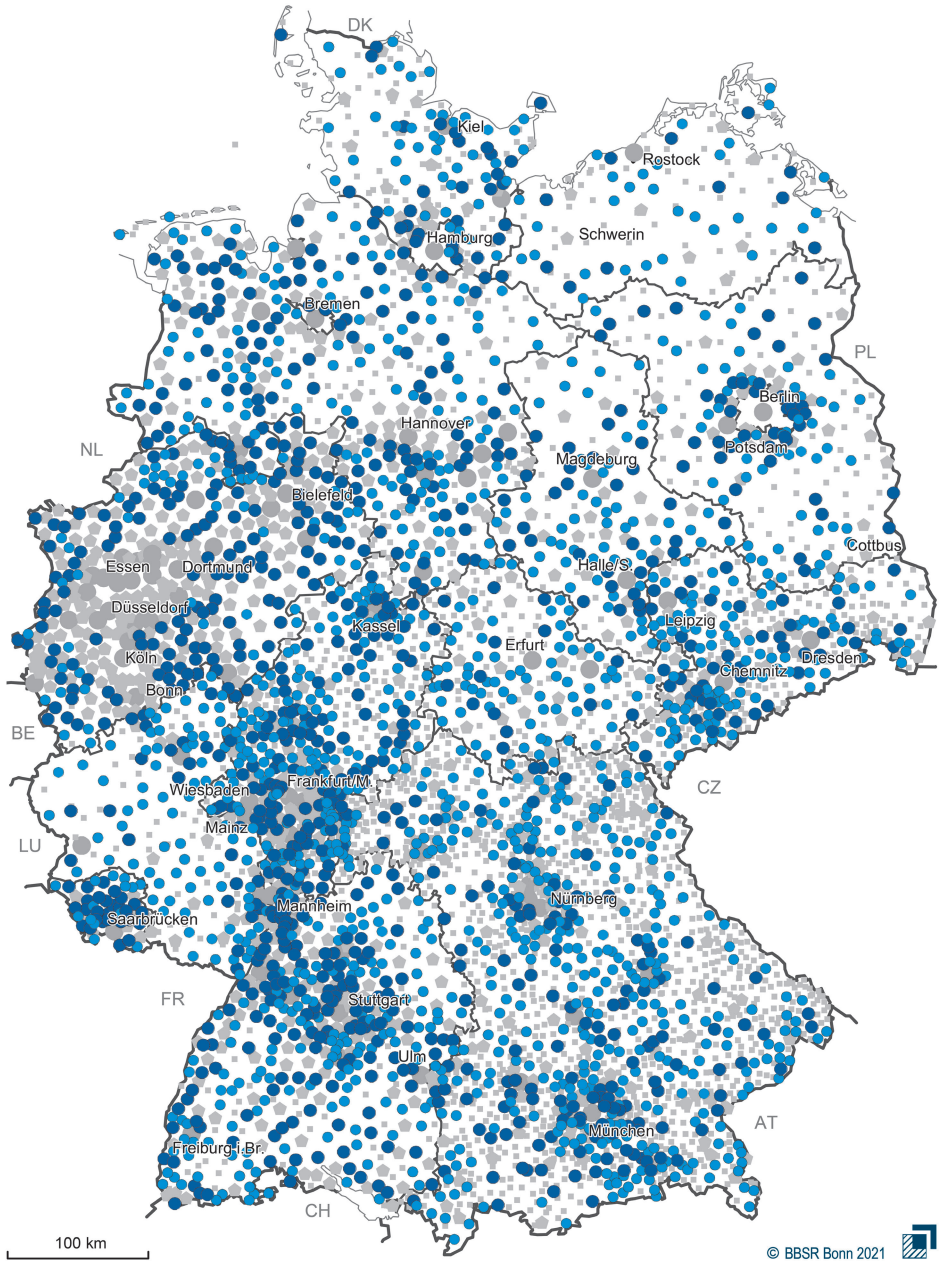 DK
Kiel
Rostock
Schwerin
Hamburg
Bremen
PL
Berlin
Hannover
NL
Potsdam
Magdeburg
Bielefeld
Cottbus
Essen
Dortmund
Halle/S.
Düsseldorf
Leipzig
Kassel
Erfurt
Köln
Dresden
Chemnitz
Bonn
BE
Frankfurt/M.
CZ
Wiesbaden
Mainz
LU
Nürnberg
Mannheim
Saarbrücken
FR
Stuttgart
Ulm
AT
München
Freiburg i.Br.
CH
100 km
© BBSR Bonn 2021